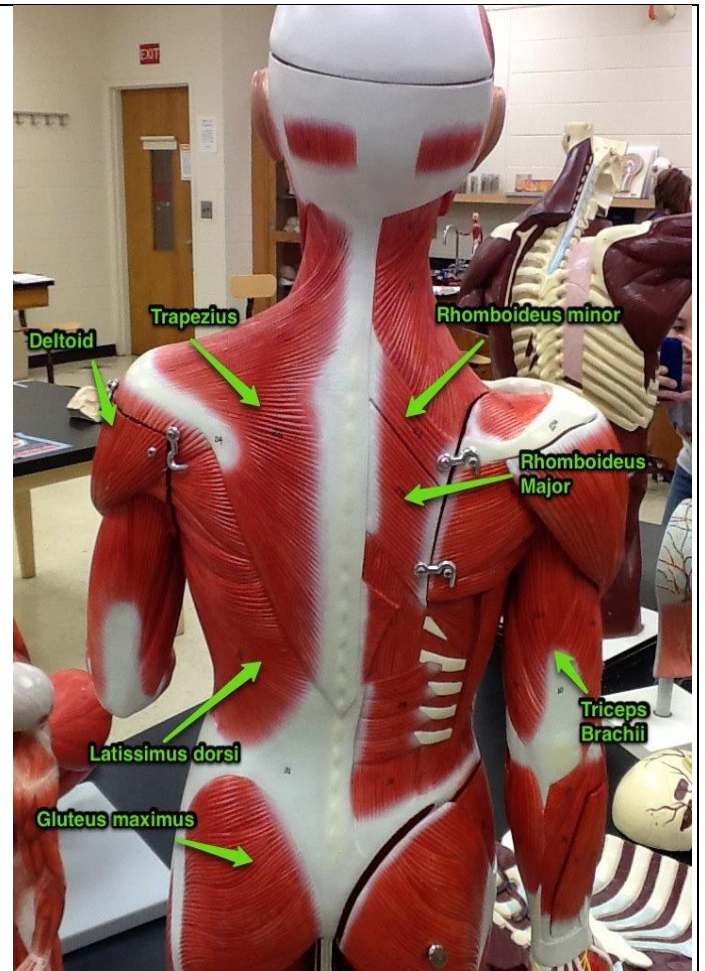 EXIT
Trapezius
Rhomboideus minor
Deltoid
Rhomboideus
Major
Triceps
Brachii
Latissimus dorsi
Gluteus maximus